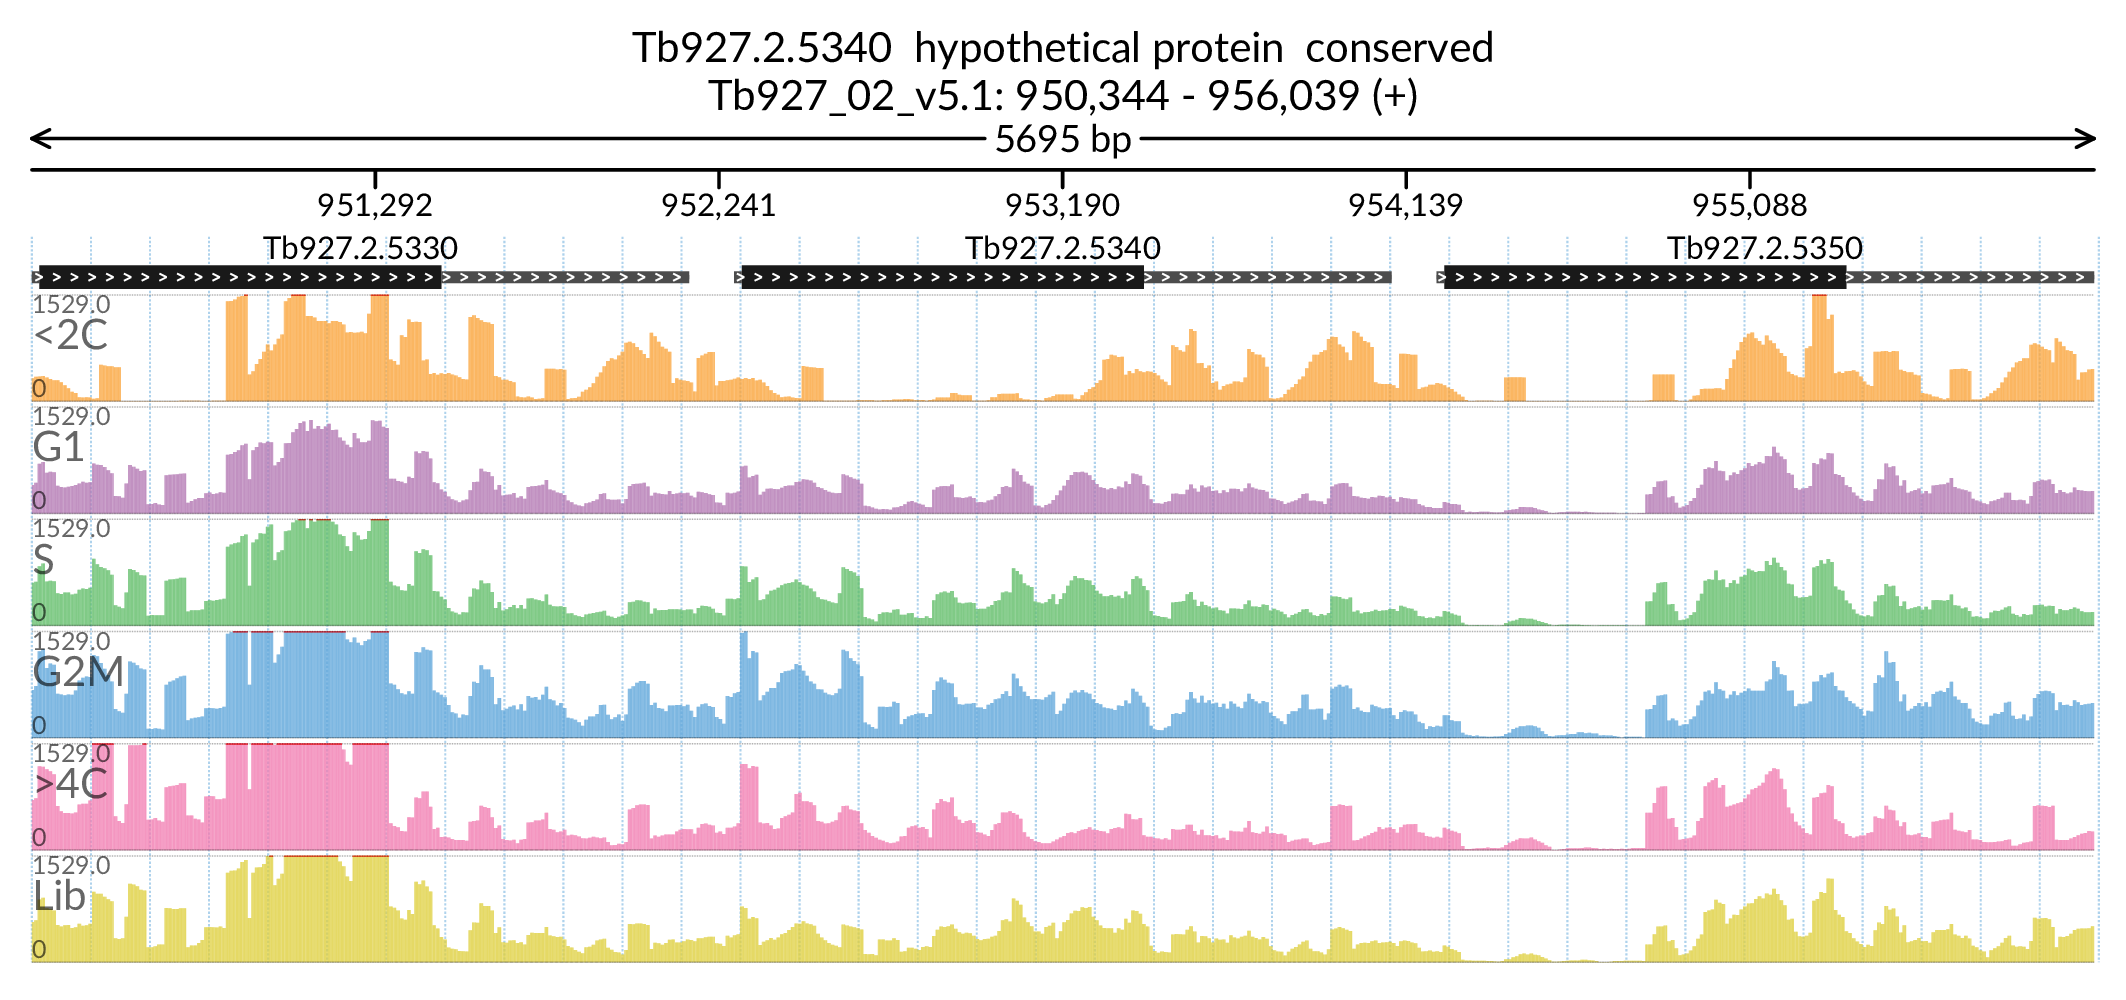 Tb927.2.5340  hypothetical protein  conserved
Tb927_02_v5.1: 950,344 - 956,039 (+)
5695 bp
951,292 952,241 953,190 954,139 955,088
Tb927.2.5330 Tb927.2.5340 Tb927.2.5350
1529.0
<2C
0
1529.0
G1
0
1529.0
S
0
1529.0
G2M
0
1529.0
>4C
0
1529.0
Lib
0